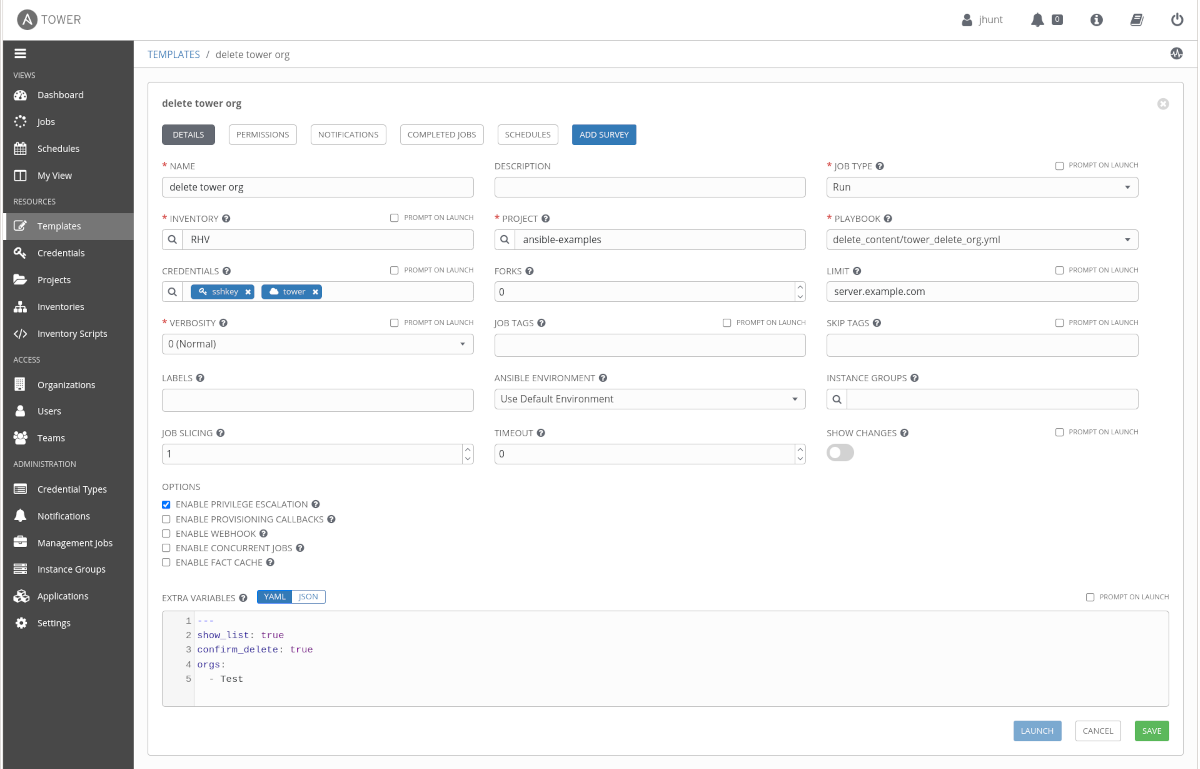 A TOWER
jhunt
0
VIEWS
Dashboard
Jobs
Schedules
My View
RESOURCES
Templates
Credentials
Projects
Inventories
Inventory Scripts
ACCESS
Organizations
Users
Teams
ADMINISTRATION
Credential Types
Notifications
Management Jobs
Instance Groups
Applications
Settings
TEMPLATES / delete tower org
delete tower org
DETAILS PERMISSIONS NOTIFICATIONS COMPLETED JOBS SCHEDULES ADD SURVEY
* NAME DESCRIPTION * JOB TYPE ? PROMPT ON LAUNCH
delete tower org Run
* INVENTORY ? PROMPT ON LAUNCH * PROJECT ? * PLAYBOOK ?
RHV ansible-examples delete_content/tower_delete_org.yml
CREDENTIALS ? PROMPT ON LAUNCH FORKS ? LIMIT ? PROMPT ON LAUNCH
sshkey x tower x 0 server.example.com
* VERBOSITY ? PROMPT ON LAUNCH JOB TAGS ? PROMPT ON LAUNCH SKIP TAGS ? PROMPT ON LAUNCH
0 (Normal)
LABELS ? ANSIBLE ENVIRONMENT ? INSTANCE GROUPS ?
Use Default Environment
JOB SLICING ? TIMEOUT ? SHOW CHANGES ? PROMPT ON LAUNCH
1 0
OPTIONS
ENABLE PRIVILEGE ESCALATION ?
ENABLE PROVISIONING CALLBACKS ?
ENABLE WEBHOOK ?
ENABLE CONCURRENT JOBS ?
ENABLE FACT CACHE ?
EXTRA VARIABLES ? YAML JSON PROMPT ON LAUNCH
1 ---
2 show_list: true
3 confirm_delete: true
4 orgs:
5 - Test
LAUNCH CANCEL SAVE